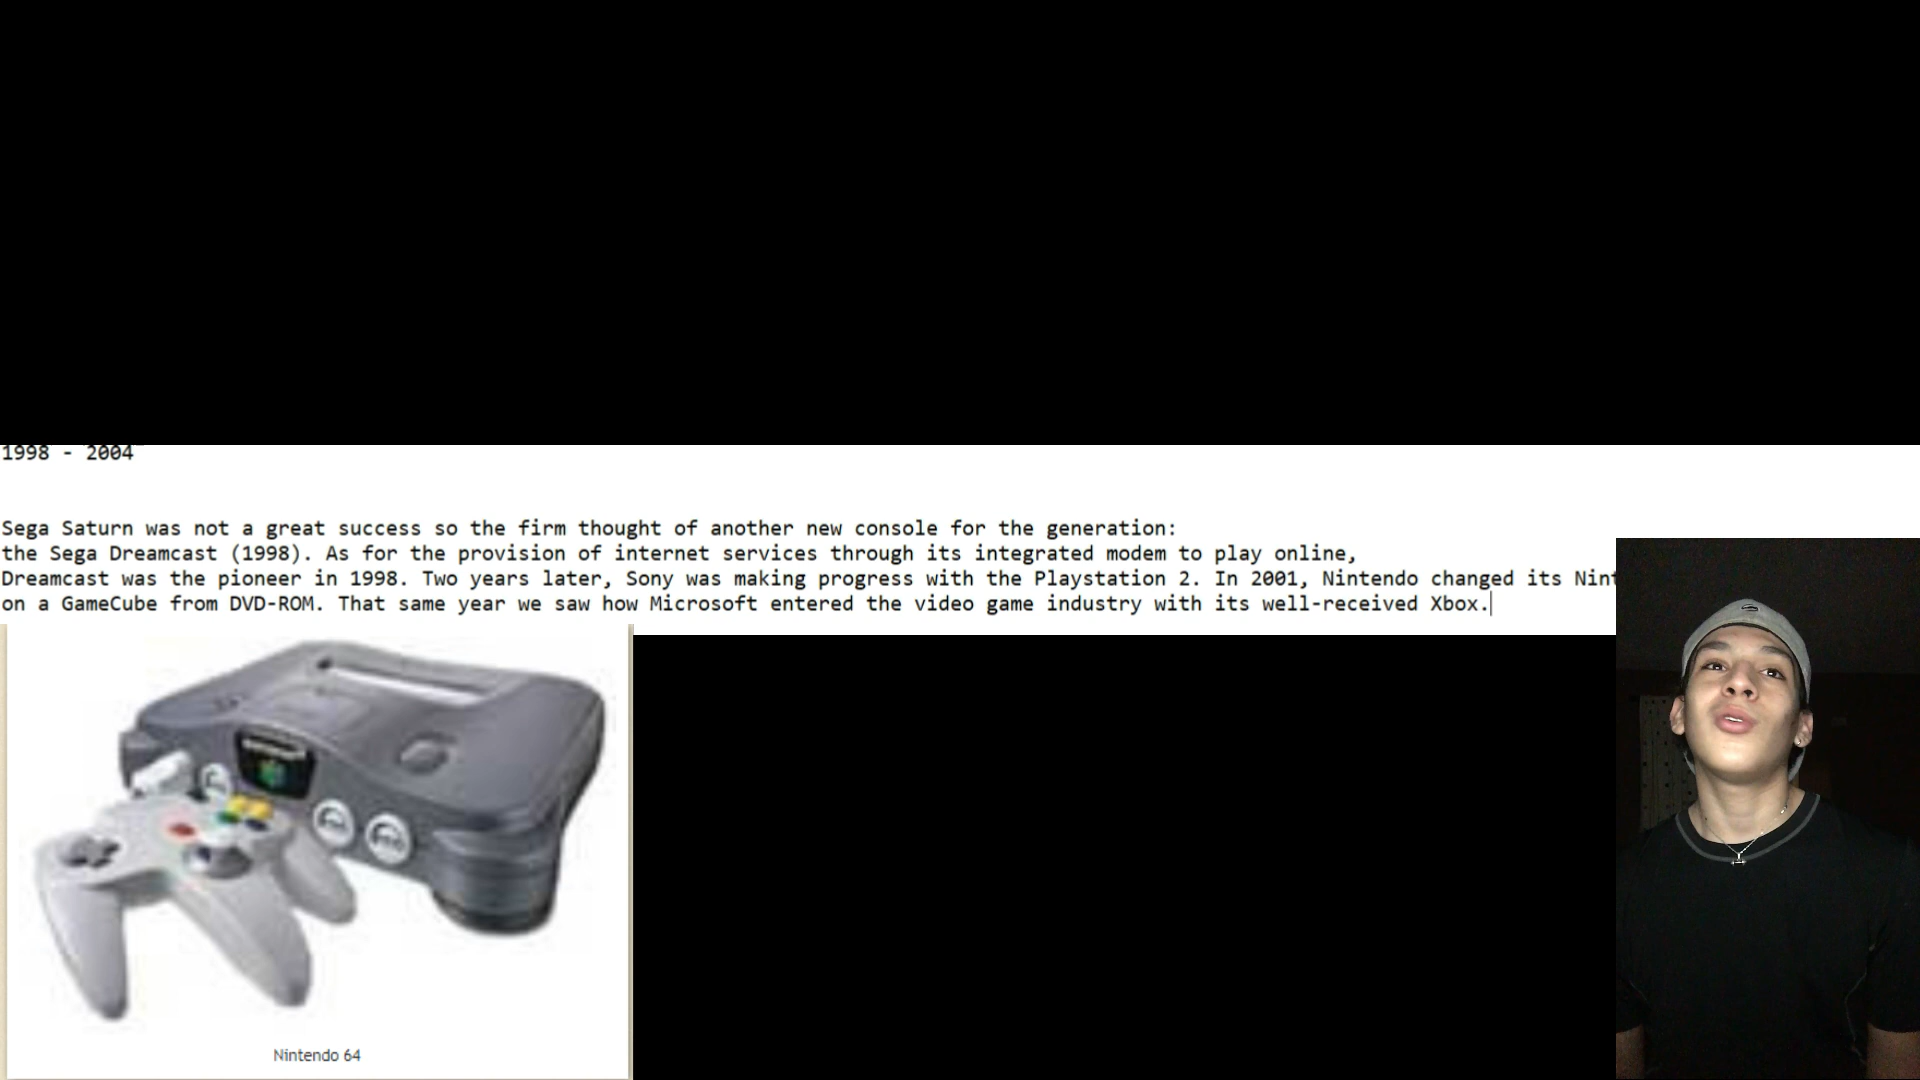 1998 - 2004
Sega Saturn was not a great success so the firm thought of another new console for the generation:
the Sega Dreamcast (1998). As for the provision of internet services through its integrated modem to play online,
Dreamcast was the pioneer in 1998. Two years later, Sony was making progress with the Playstation 2. In 2001, Nintendo changed its
on a GameCube from DVD-ROM. That same year we saw how Microsoft entered the video game industry with its well-received Xbox.
Nintendo 64